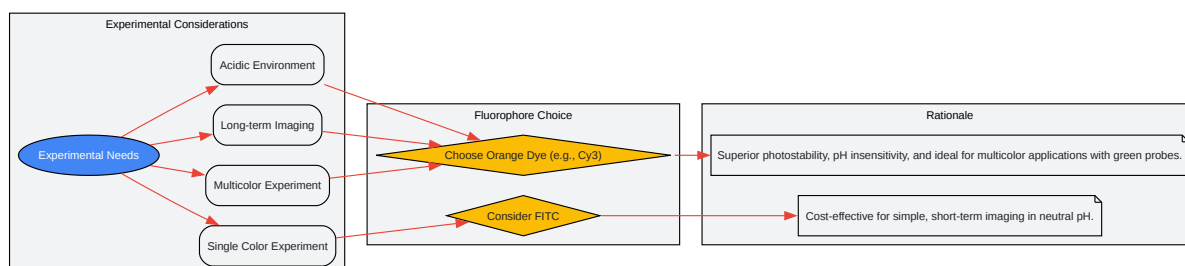 Experimental Considerations
Experimental Needs
Acidic Environment
Long-term Imaging
Multicolor Experiment
Single Color Experiment
Fluorophore Choice
Choose Orange Dye (e.g., Cy3)
Consider FITC
Rationale
Superior photostability, pH insensitivity, and ideal for multicolor applications with green probes.
Cost-effective for simple, short-term imaging in neutral pH.